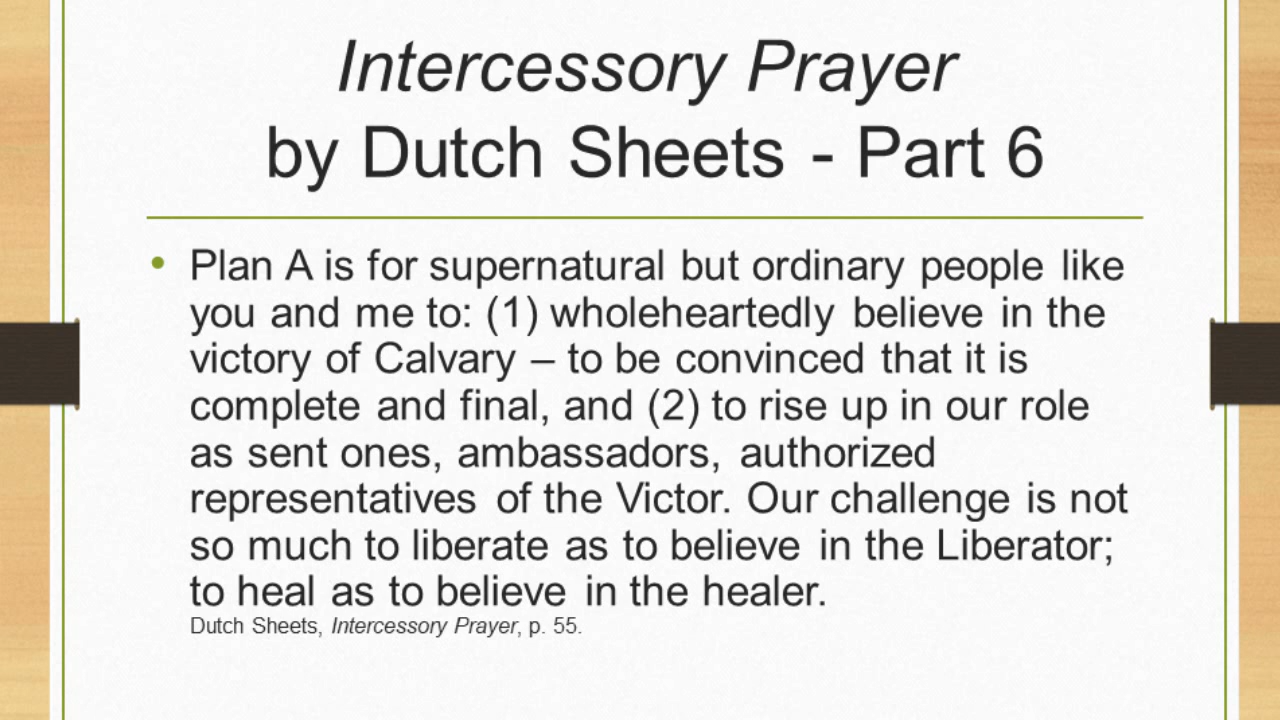 Intercessory Prayer
by Dutch Sheets - Part 6
• Plan A is for supernatural but ordinary people like
you and me to: (1) wholeheartedly believe in the
victory of Calvary – to be convinced that it is
complete and final, and (2) to rise up in our role
as sent ones, ambassadors, authorized
representatives of the Victor. Our challenge is not
so much to liberate as to believe in the Liberator;
to heal as to believe in the healer.
Dutch Sheets, Intercessory Prayer, p. 55.